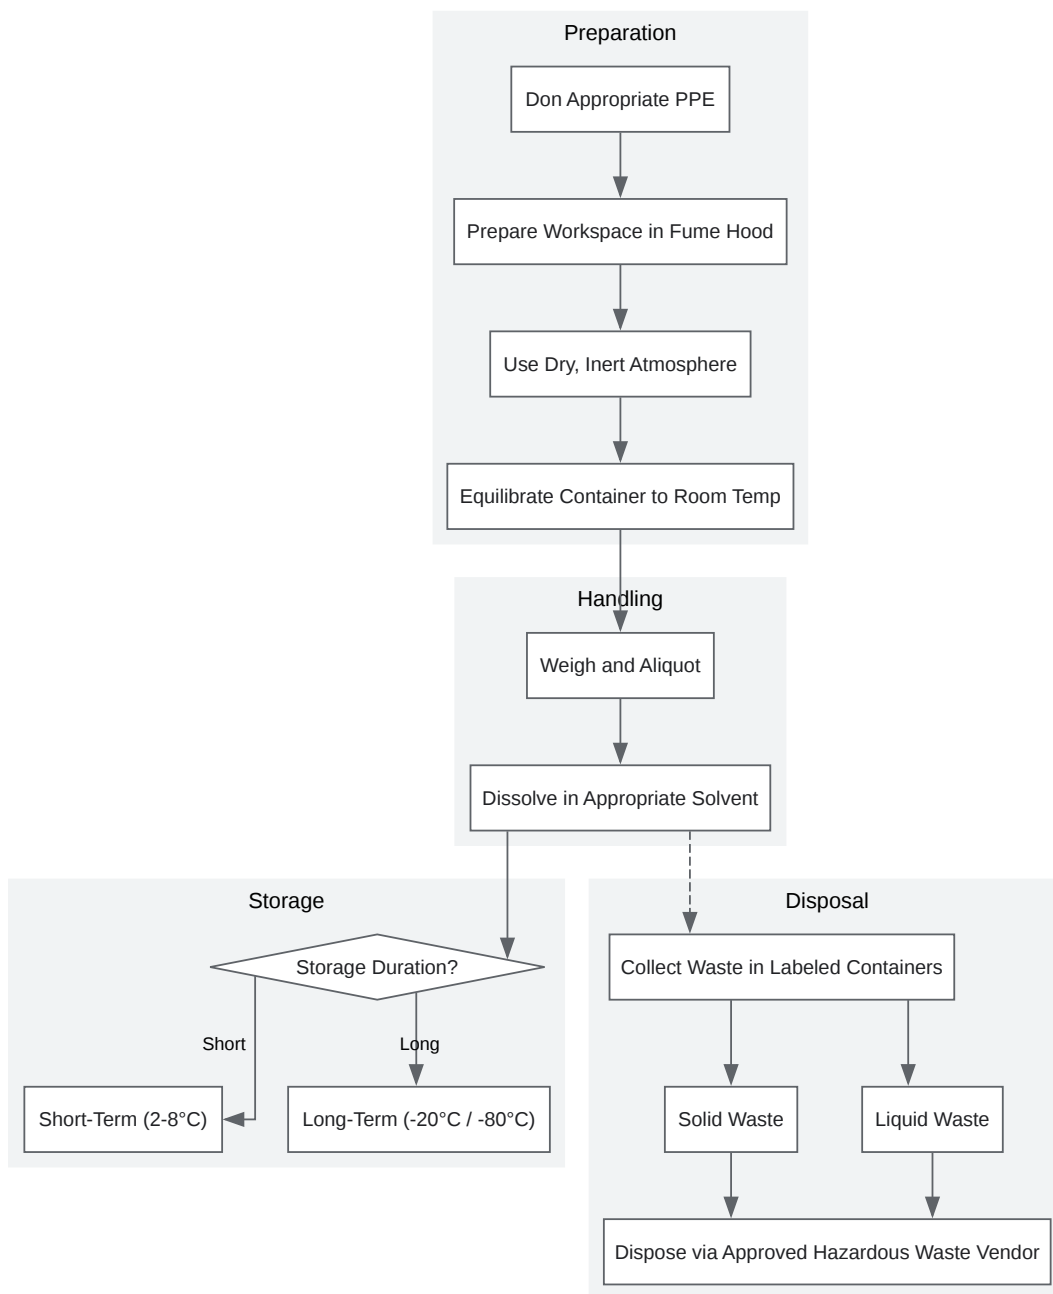 Preparation
Don Appropriate PPE
Prepare Workspace in Fume Hood
Use Dry, Inert Atmosphere
Equilibrate Container to Room Temp
Handling
Weigh and Aliquot
Dissolve in Appropriate Solvent
Storage
Storage Duration?
Short
Long
Short-Term (2-8°C)
Long-Term (-20°C / -80°C)
Disposal
Collect Waste in Labeled Containers
Solid Waste
Liquid Waste
Dispose via Approved Hazardous Waste Vendor